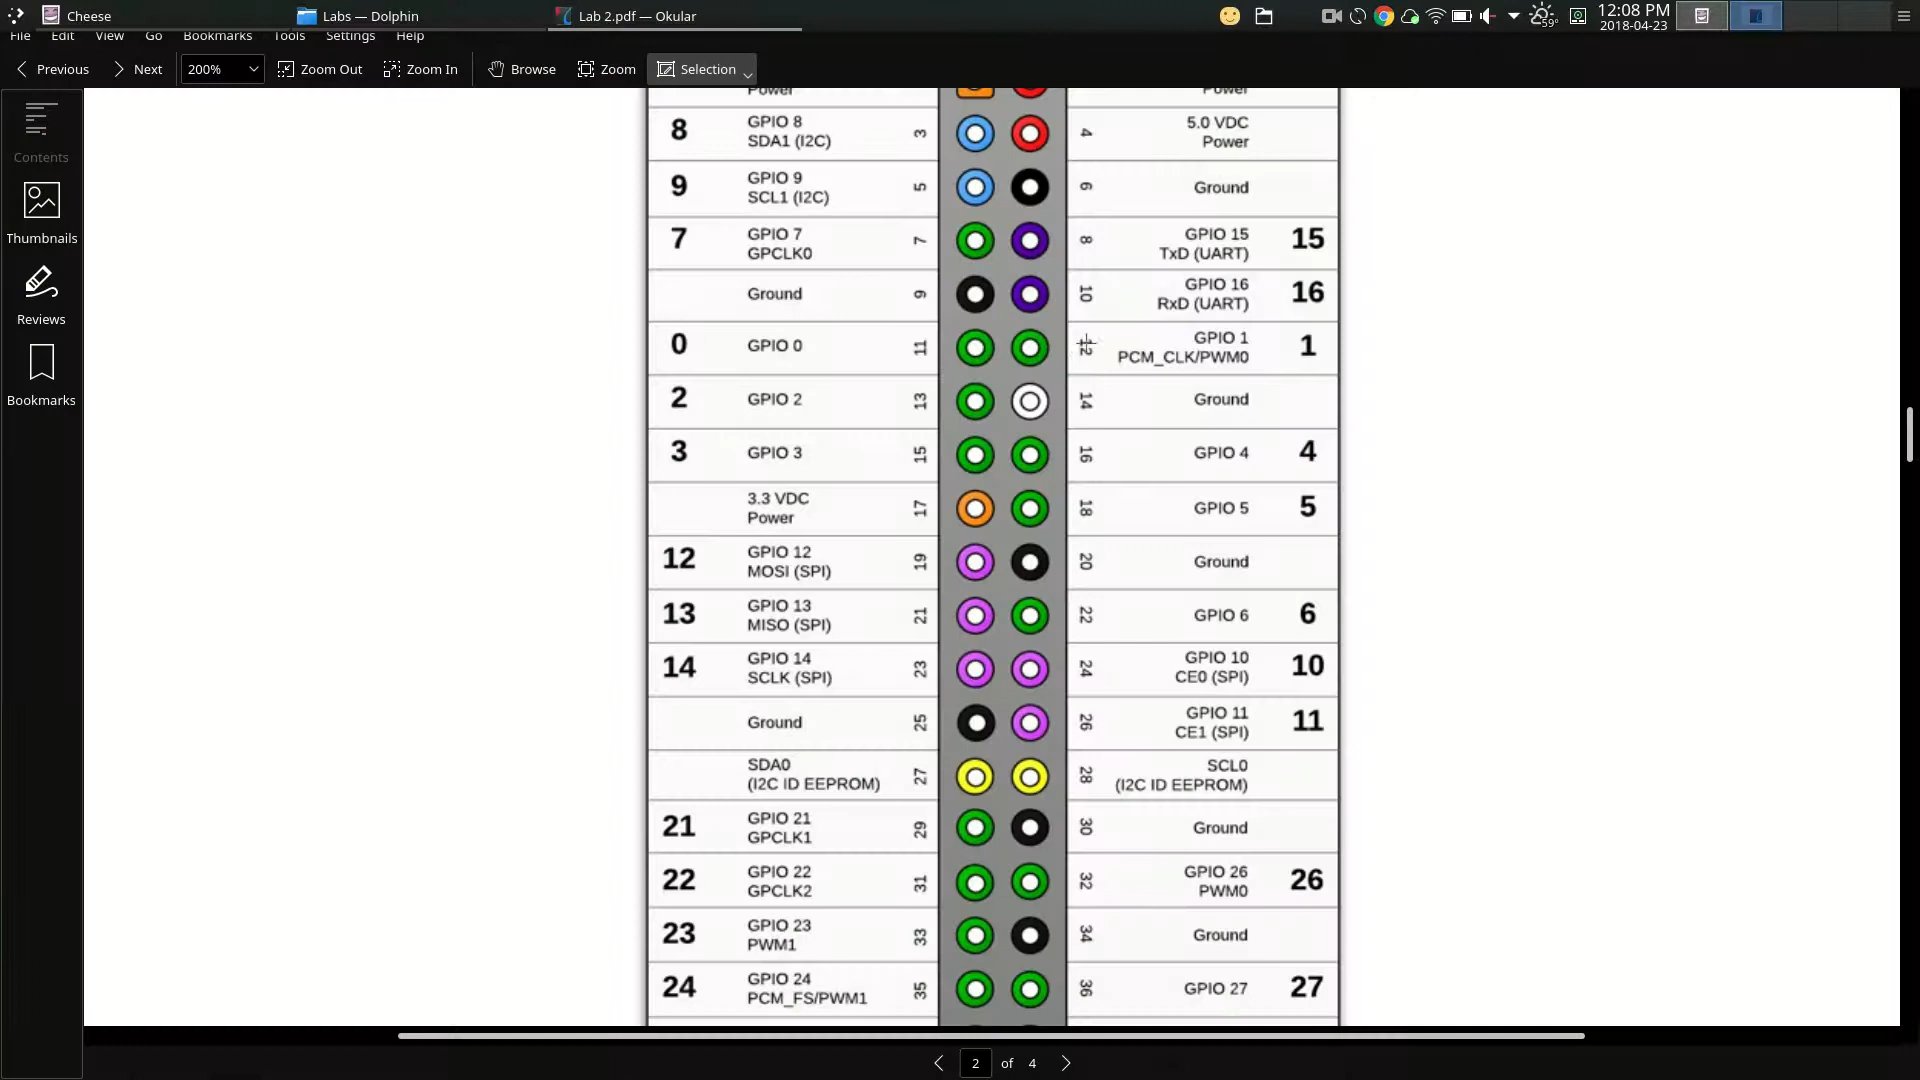 Cheese
Labs — Dolphin
Lab 2.pdf — Okular
59°
12:08 PM
2018-04-23
File Edit View Go Bookmarks Tools Settings Help
Previous Next 200% Zoom Out Zoom In Browse Zoom Selection
Contents
Thumbnails
Reviews
Bookmarks
Power Power
8 GPIO 8 3 4 5.0 VDC
SDA1 (I2C) Power
9 GPIO 9 5 6 Ground
SCL1 (I2C)
7 GPIO 7 7 8 GPIO 15 15
GPCLK0 TxD (UART)
Ground 9 10 GPIO 16 16
RxD (UART)
0 GPIO 0 11 12 GPIO 1 1
PCM_CLK/PWM0
2 GPIO 2 13 14 Ground
3 GPIO 3 15 16 GPIO 4 4
3.3 VDC 17 18 GPIO 5 5
Power
12 GPIO 12 19 20 Ground
MOSI (SPI)
13 GPIO 13 21 22 GPIO 6 6
MISO (SPI)
14 GPIO 14 23 24 GPIO 10 10
SCLK (SPI) CE0 (SPI)
Ground 25 26 GPIO 11 11
CE1 (SPI)
SDA0 27 28 SCL0
(I2C ID EEPROM) (I2C ID EEPROM)
21 GPIO 21 29 30 Ground
GPCLK1
22 GPIO 22 31 32 GPIO 26 26
GPCLK2 PWM0
23 GPIO 23 33 34 Ground
PWM1
24 GPIO 24 35 36 GPIO 27 27
PCM_FS/PWM1
2 of 4